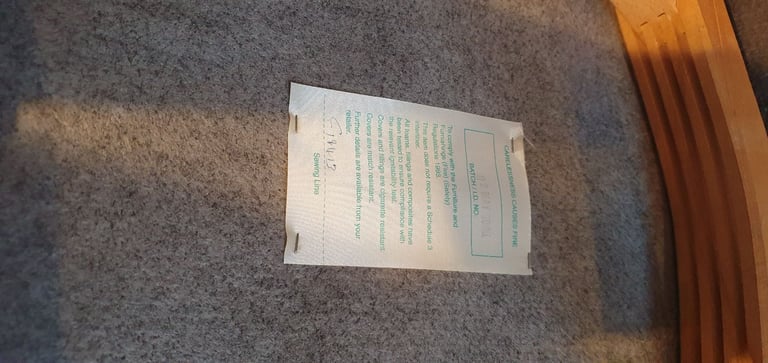 CARELESSNESS CAUSES FIRE
BATCH / I.D. NO.
To comply with the Furniture and
Furnishings (Fire) (Safety)
Regulations 1988.
This item does not require a Schedule 3
interliner.
All foams, fillings and composites have
been tested to ensure compliance with
the relevant ignitability test.
Covers and fillings are cigarette resistant.
Covers are match resistant.
Further details are available from your
retailer.
Sewing Line